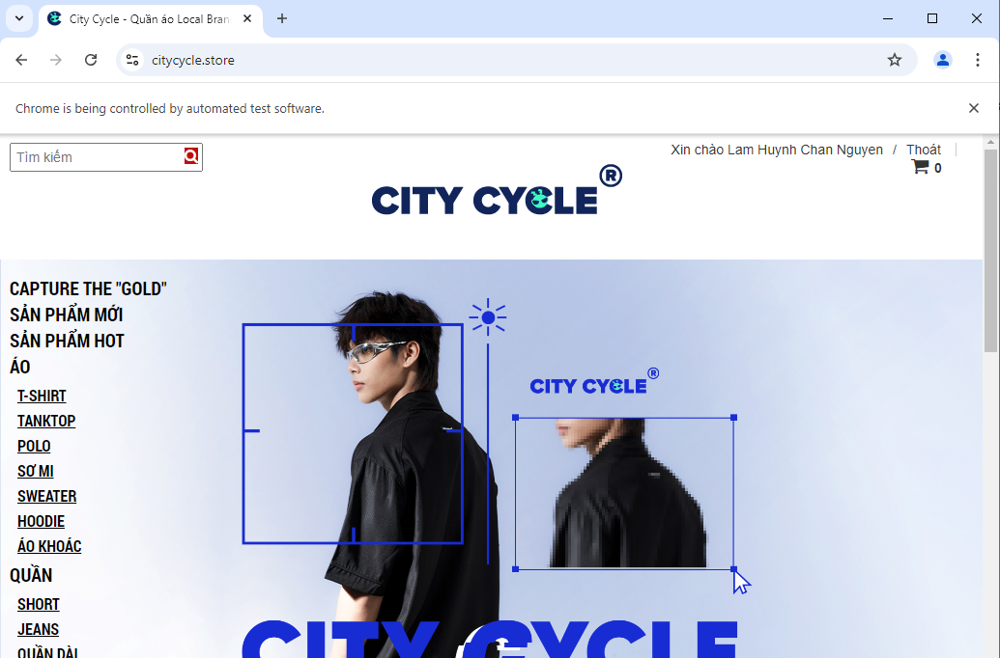 City Cycle - Quần áo Local Bran
citycycle.store
Chrome is being controlled by automated test software.
Tìm kiếm
Xin chào Lam Huynh Chan Nguyen / Thoát
0
CITY CYCLE ®
CAPTURE THE "GOLD"
SẢN PHẨM MỚI
SẢN PHẨM HOT
ÁO
T-SHIRT
TANKTOP
POLO
SƠ MI
SWEATER
HOODIE
ÁO KHOÁC
QUẦN
SHORT
JEANS
QUẦN DÀI
CITY CYCLE ®
CITY CYCLE